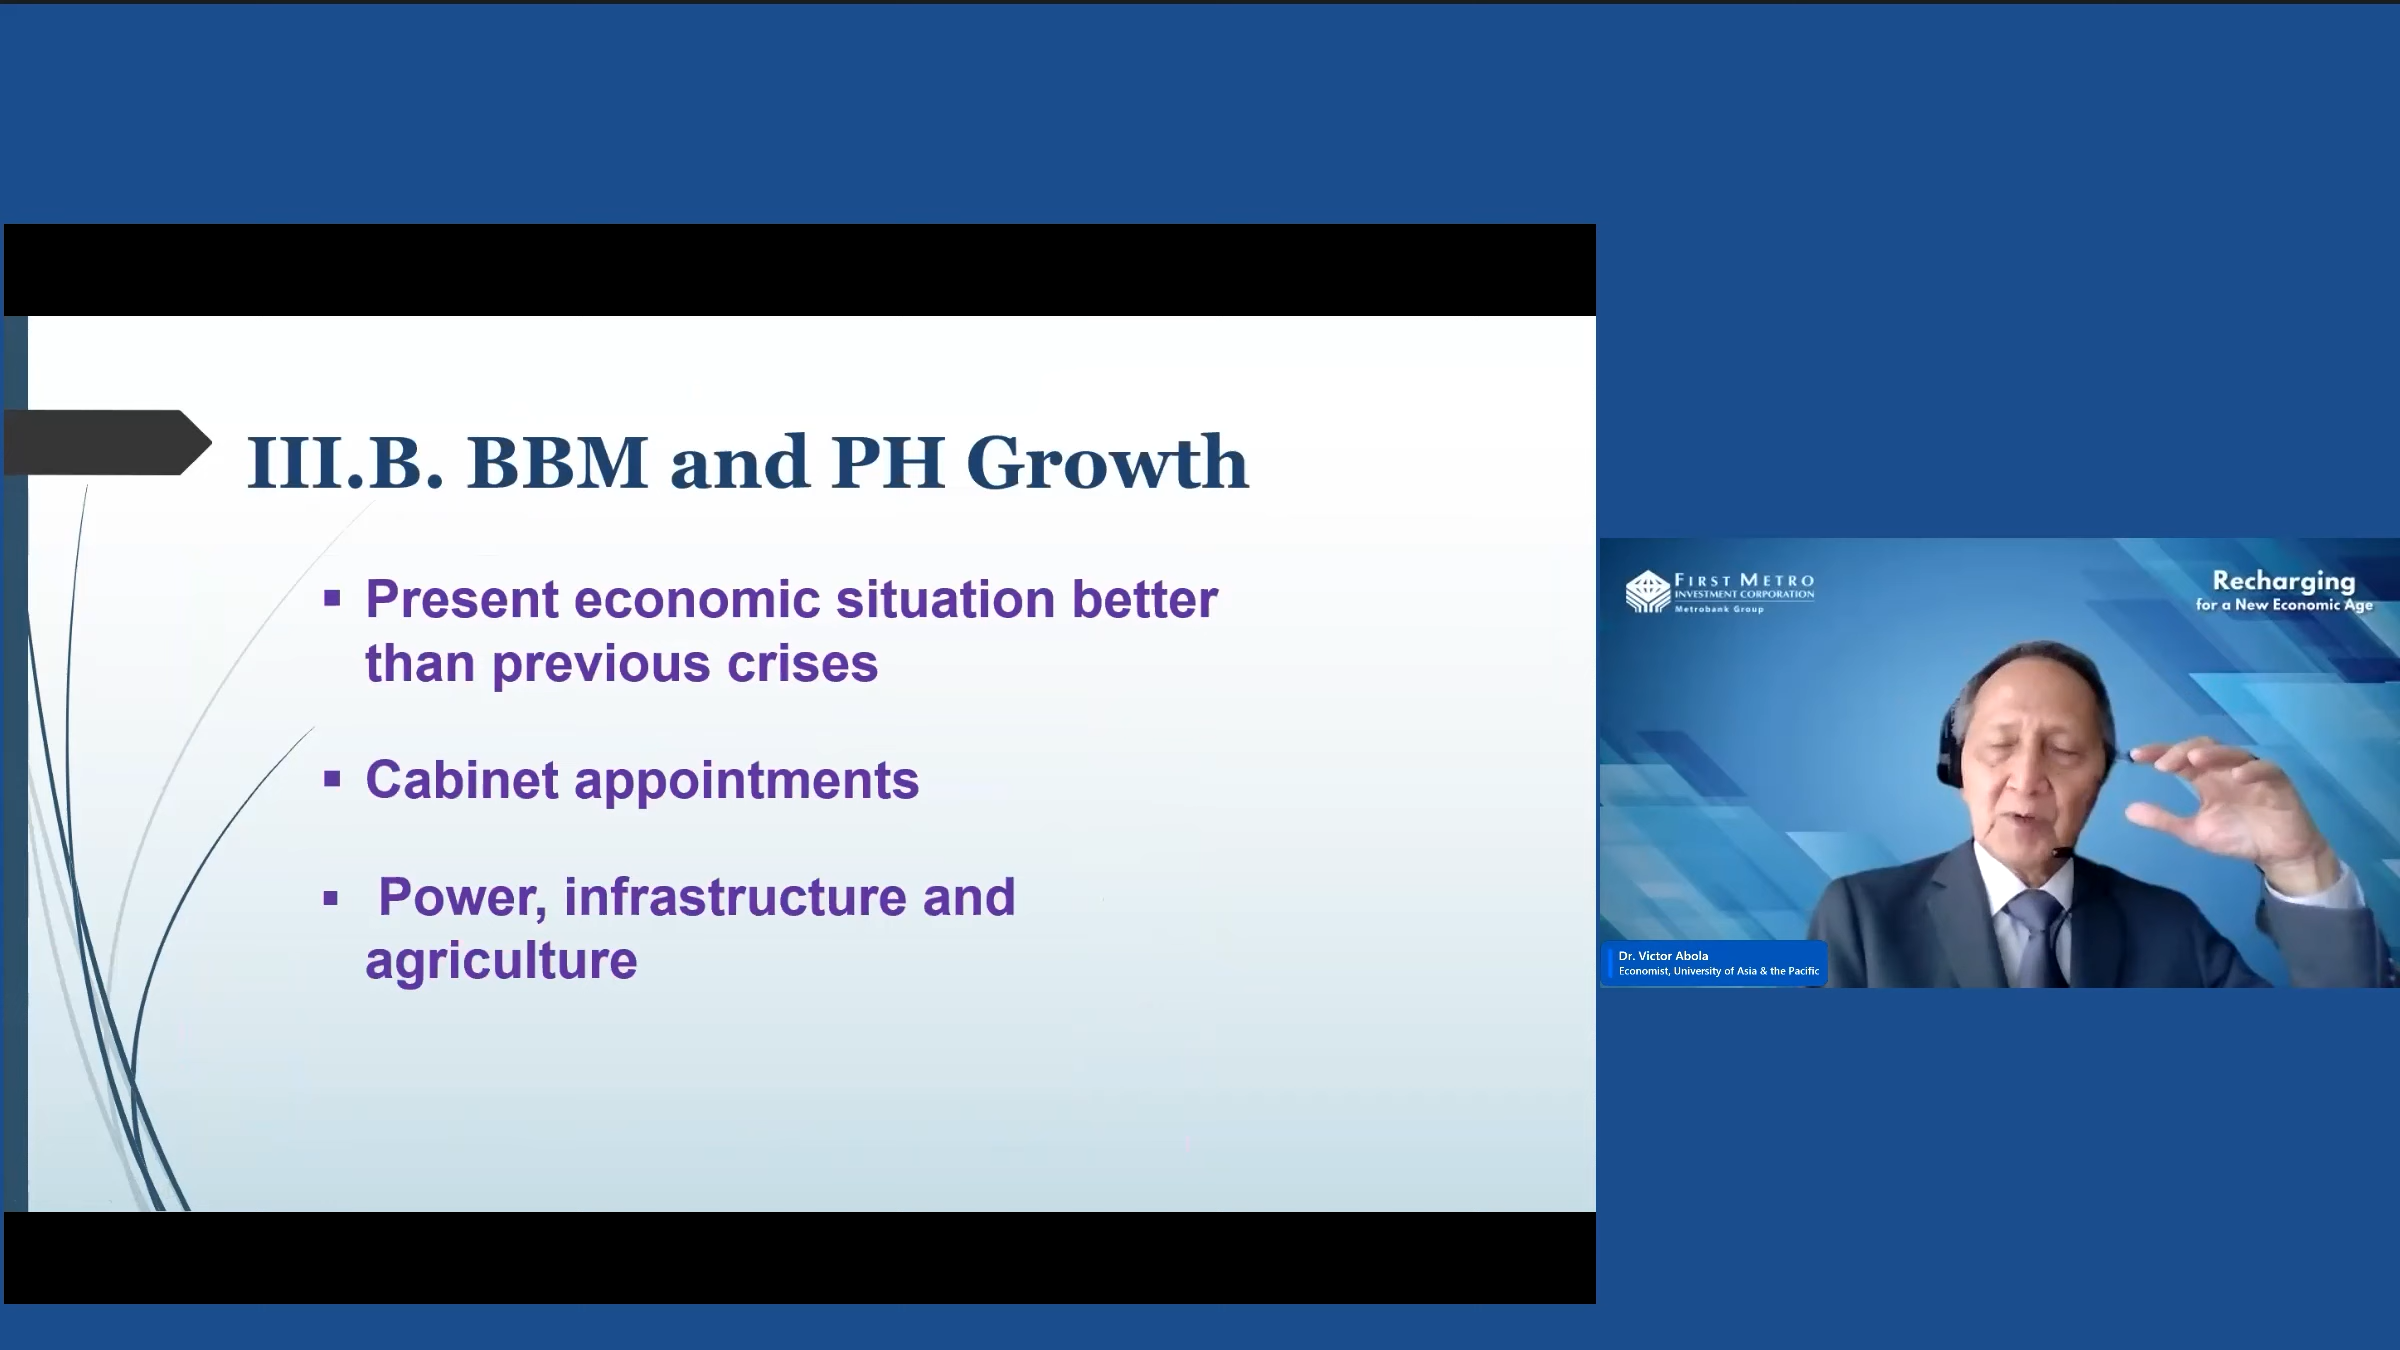 III.B. BBM and PH Growth
▪ Present economic situation better
than previous crises
▪ Cabinet appointments
▪ Power, infrastructure and
agriculture
FIRST METRO
INVESTMENT CORPORATION
Metrobank Group
Recharging
for a New Economic Age
Dr. Victor Abola
Economist, University of Asia & the Pacific